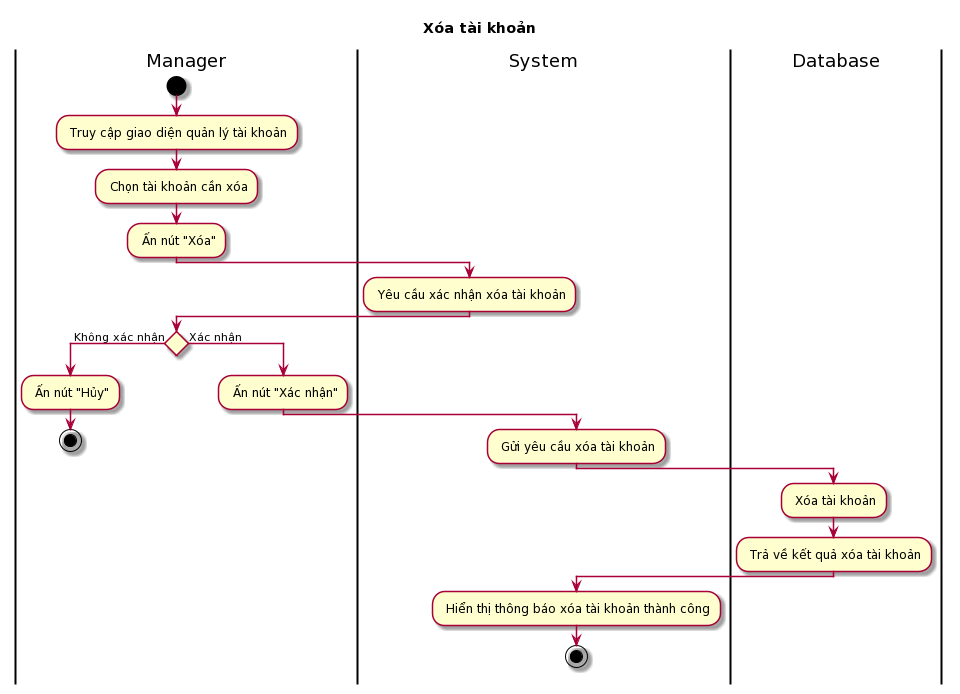 Xóa tài khoản
Manager
System
Database
Truy cập giao diện quản lý tài khoản
Chọn tài khoản cần xóa
Ấn nút "Xóa"
Yêu cầu xác nhận xóa tài khoản
Không xác nhận
Xác nhận
Ấn nút "Hủy"
Ấn nút "Xác nhận"
Gửi yêu cầu xóa tài khoản
Xóa tài khoản
Trả về kết quả xóa tài khoản
Hiển thị thông báo xóa tài khoản thành công